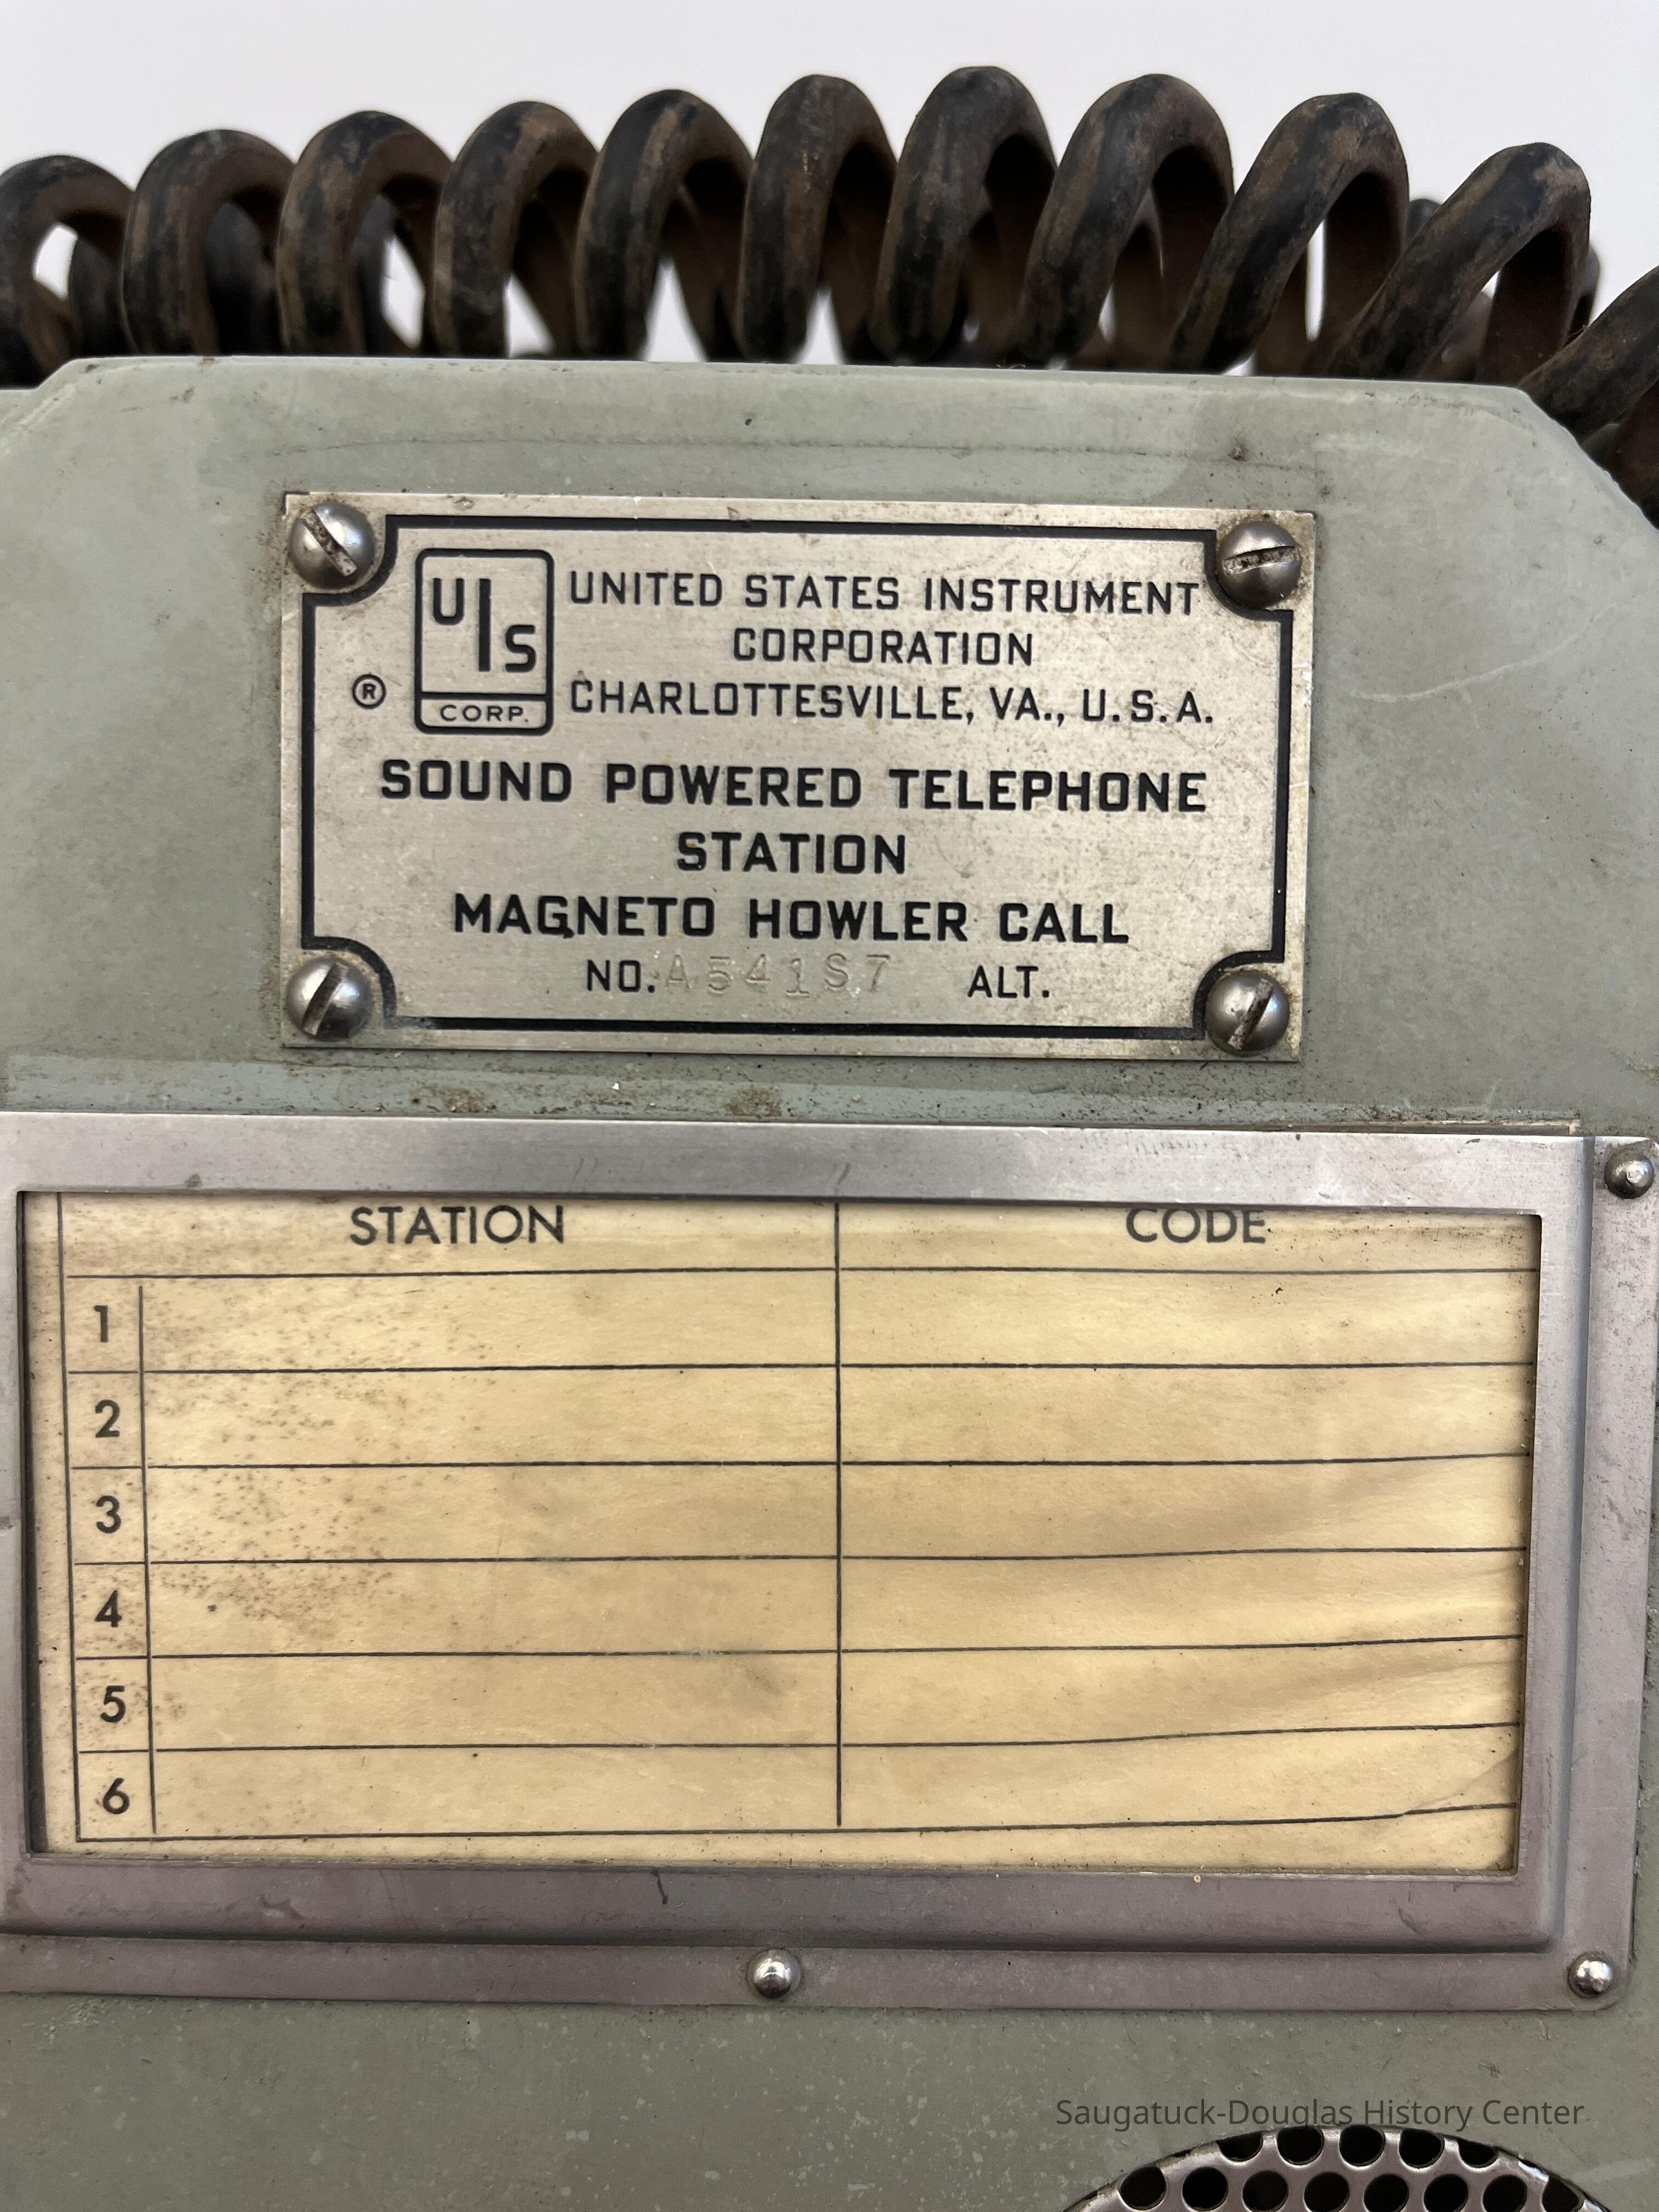 UIS
CORP.
®
UNITED STATES INSTRUMENT
CORPORATION
CHARLOTTESVILLE, VA., U.S.A.
SOUND POWERED TELEPHONE
STATION
MAGNETO HOWLER CALL
NO. A541S7 ALT.
STATION CODE
1
2
3
4
5
6
Saugatuck-Douglas History Center